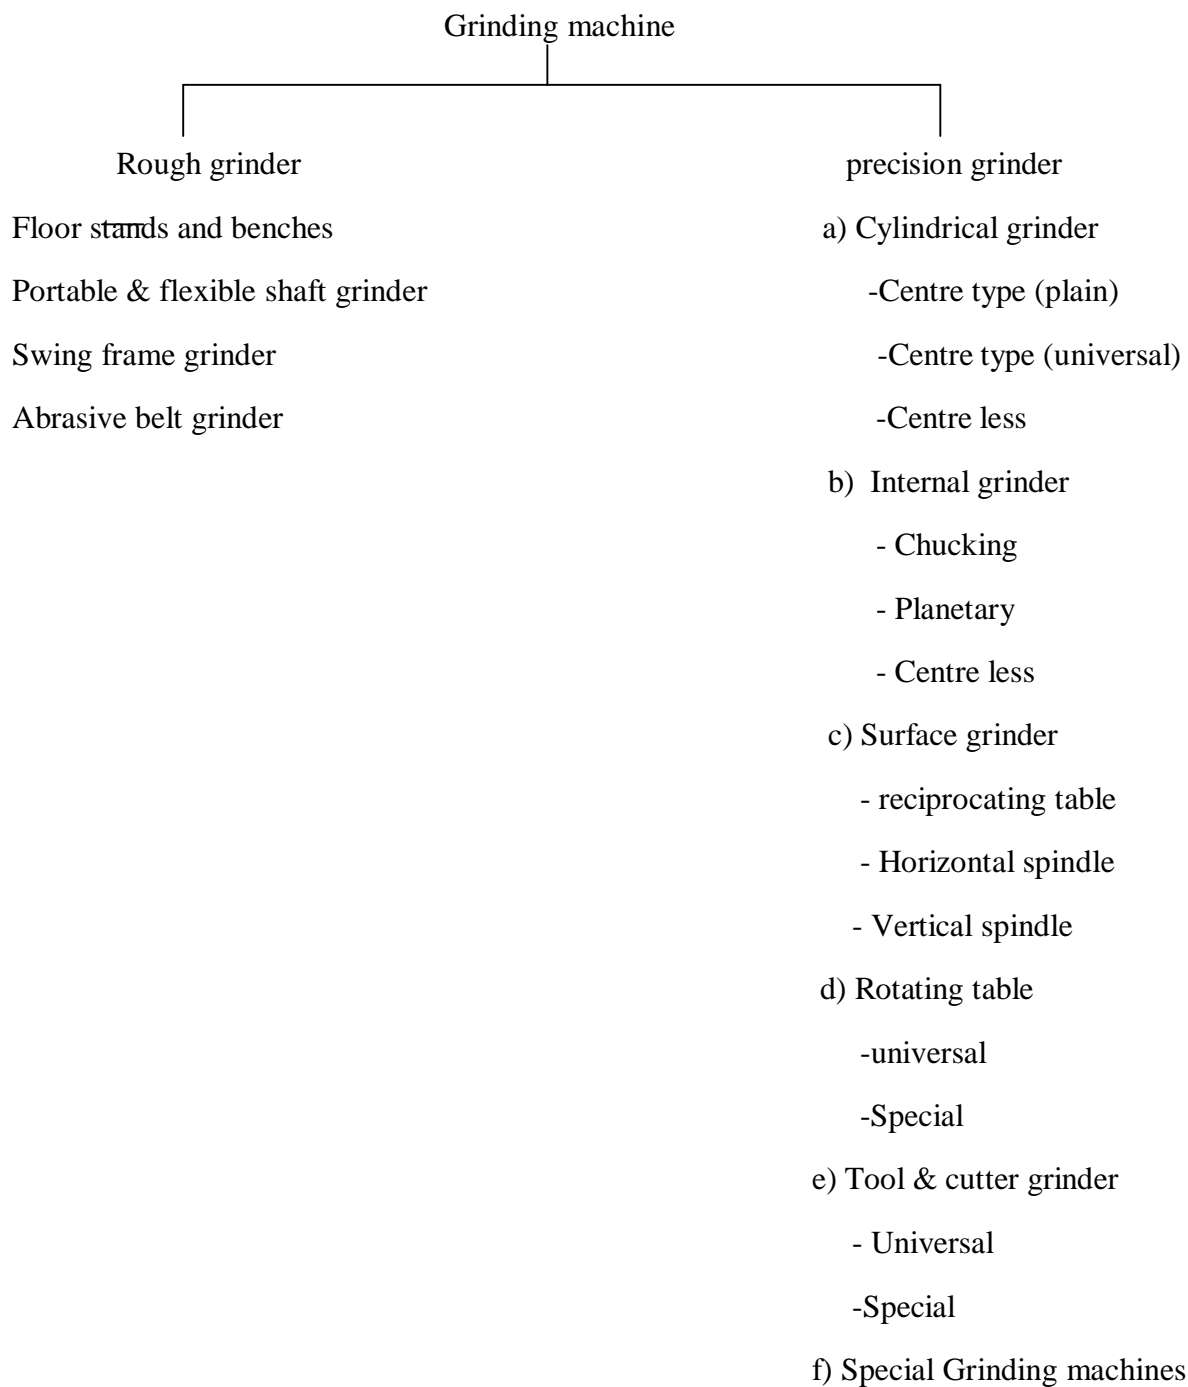 Grinding machine
Rough grinder
Floor stands and benches
Portable & flexible shaft grinder
Swing frame grinder
Abrasive belt grinder
precision grinder
a) Cylindrical grinder
-Centre type (plain)
-Centre type (universal)
-Centre less
b) Internal grinder
- Chucking
- Planetary
- Centre less
c) Surface grinder
- reciprocating table
- Horizontal spindle
- Vertical spindle
d) Rotating table
-universal
-Special
e) Tool & cutter grinder
- Universal
-Special
f) Special Grinding machines